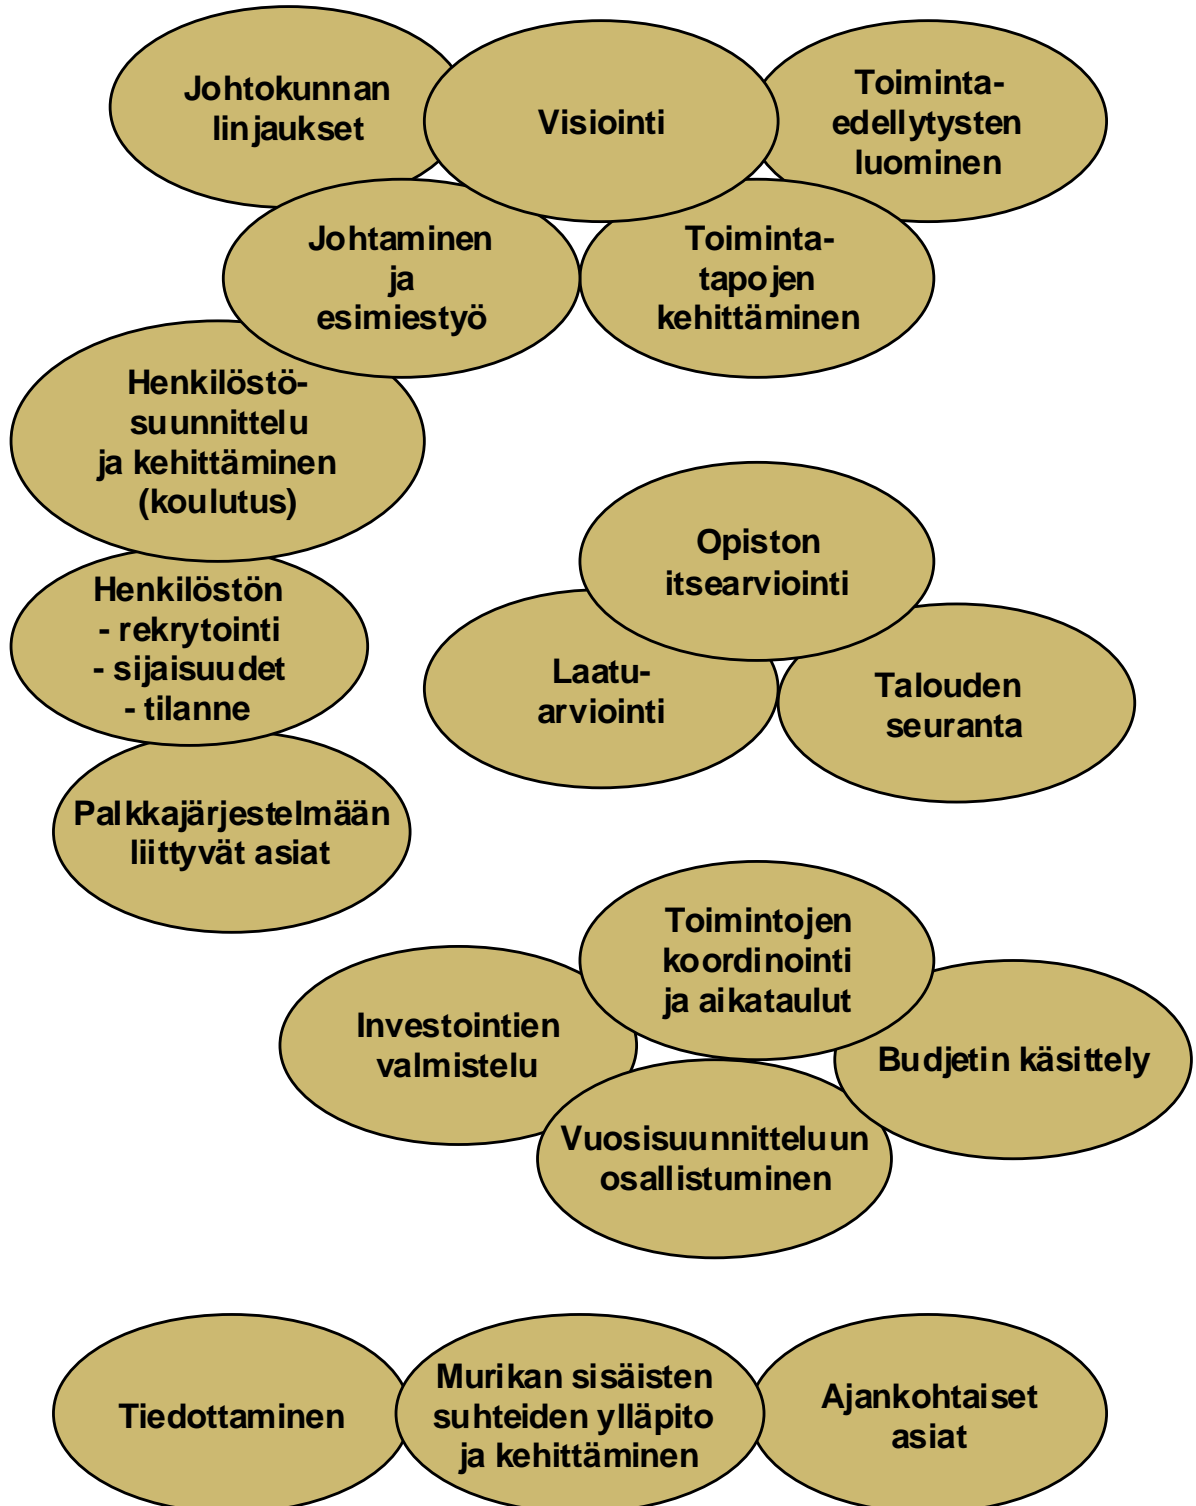 Johtokunnan
linjaukset
Visiointi
Toiminta-
edellytysten
luominen
Johtaminen
ja
esimiestyö
Toiminta-
tapojen
kehittäminen
Henkilöstö-
suunnittelu
ja kehittäminen
(koulutus)
Opiston
itsearviointi
Henkilöstön
- rekrytointi
- sijaisuudet
- tilanne
Laatu-
arviointi
Talouden
seuranta
Palkkajärjestelmään
liittyvät asiat
Toimintojen
koordinointi
ja aikataulut
Investointien
valmistelu
Budjetin käsittely
Vuosisuunnitteluun
osallistuminen
Tiedottaminen
Murikan sisäisten
suhteiden ylläpito
ja kehittäminen
Ajankohtaiset
asiat